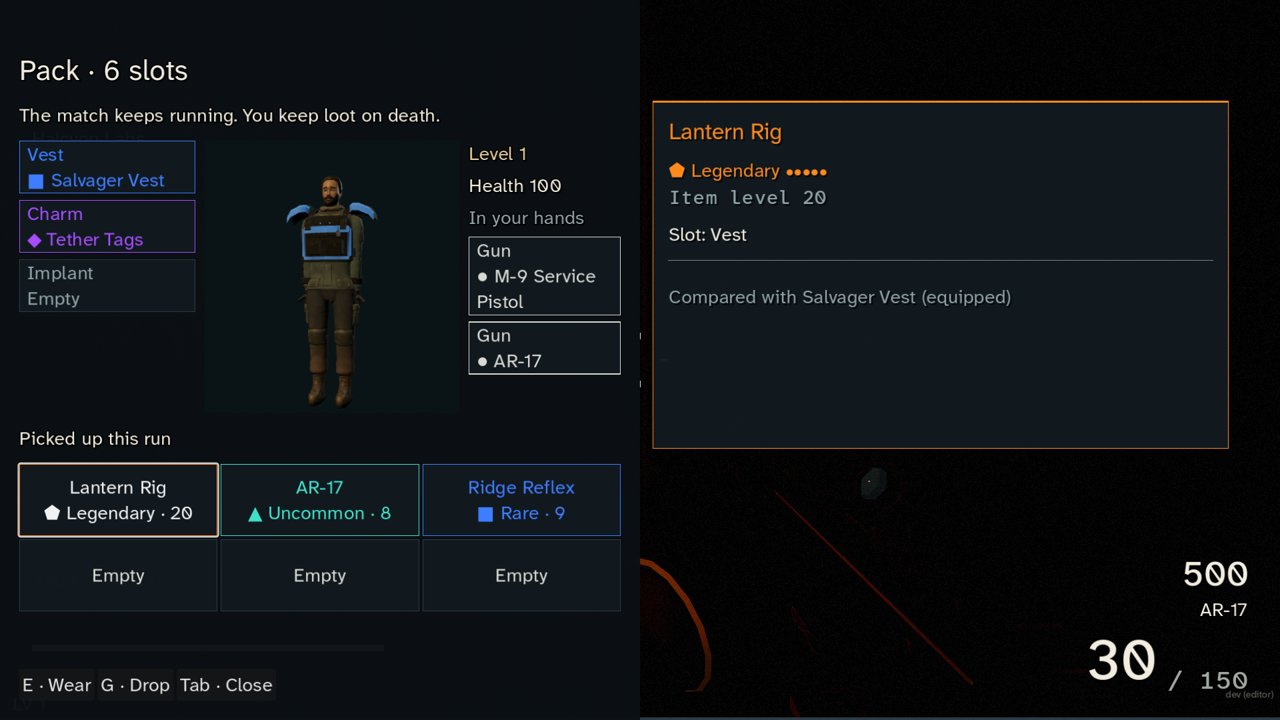 Pack · 6 slots
The match keeps running. You keep loot on death.
Halcyon Labs
Vest
Salvager Vest
Charm
Tether Tags
Implant
Empty
Level 1
Health 100
In your hands
Gun
M-9 Service
Pistol
Gun
AR-17
Picked up this run
Lantern Rig
Legendary · 20
AR-17
Uncommon · 8
Ridge Reflex
Rare · 9
Empty
Empty
Empty
E · Wear
G · Drop
Tab · Close
LV 1
Lantern Rig
Legendary •••••
Item level 20
Slot: Vest
Compared with Salvager Vest (equipped)
500
AR-17
30 / 150
dev (editor)